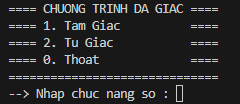 ==== CHUONG TRINH DA GIAC ====
==== 1. Tam Giac          ====
==== 2. Tu Giac           ====
==== 0. Thoat             ====
==============================
--> Nhap chuc nang so :